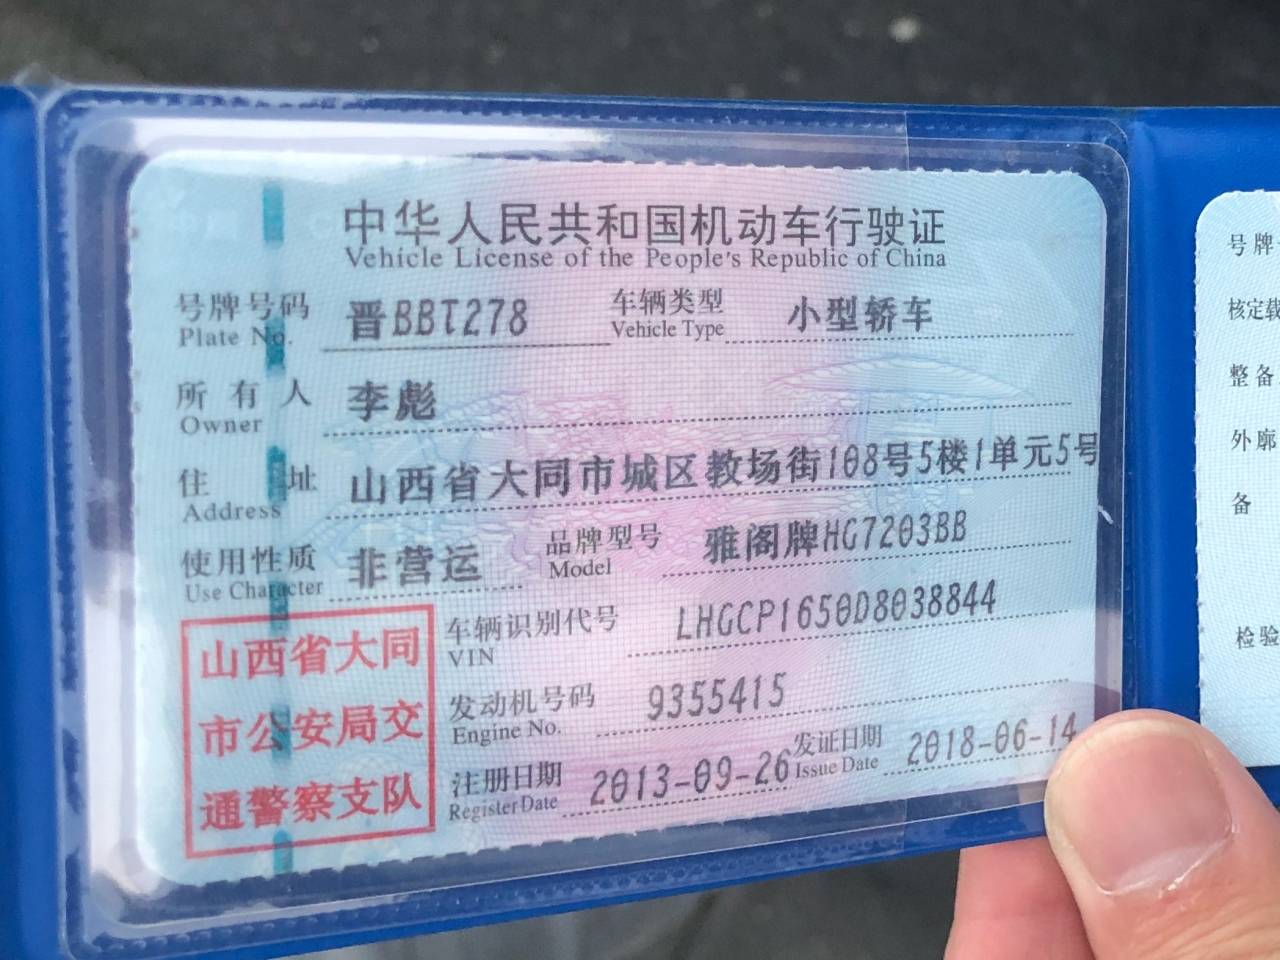 中华人民共和国机动车行驶证
Vehicle License of the People's Republic of China
号牌号码 晋BBT278 车辆类型 小型轿车
Plate No. Vehicle Type
所有人 李彪
Owner
住址 山西省大同市城区教场街108号5楼1单元5号
Address
使用性质 非营运 品牌型号 雅阁牌HG7203BB
Use Character Model
山西省大同
市公安局交
通警察支队
车辆识别代号 LHGCP1650D8038844
VIN
发动机号码 9355415
Engine No.
注册日期 2013-09-26 发证日期 2018-06-14
Register Date Issue Date
号牌
核定载
整备
外廓
备
检验